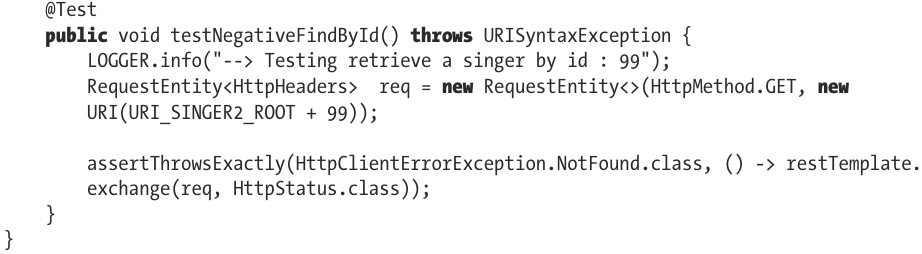 @Test
public void testNegativeFindById() throws URISyntaxException {
LOGGER.info("--> Testing retrieve a singer by id : 99");
RequestEntity<HttpHeaders>  req = new RequestEntity<>(HttpMethod.GET, new
URI(URI_SINGER2_ROOT + 99));
assertThrowsExactly(HttpClientErrorException.NotFound.class, () -> restTemplate.
exchange(req, HttpStatus.class));
}
}